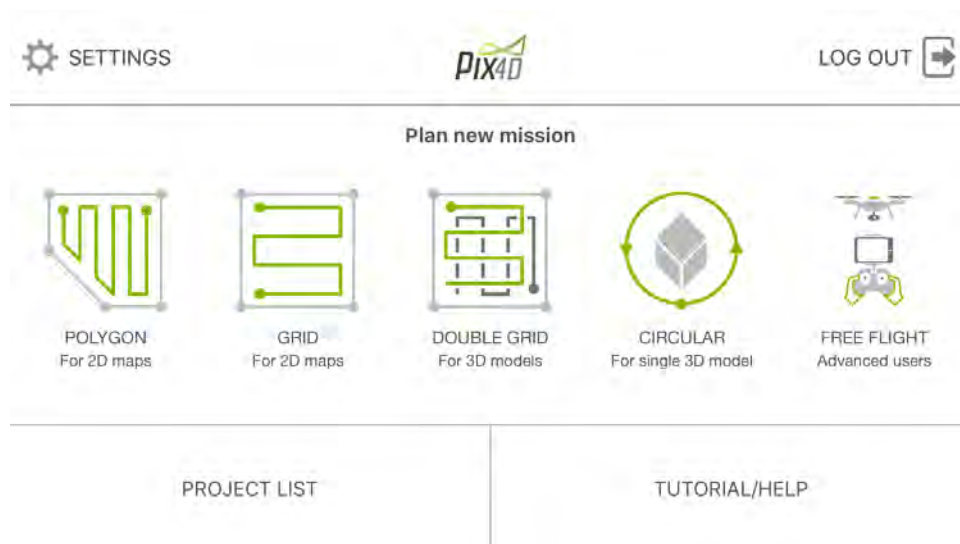 SETTINGS
PIX4D
LOG OUT
Plan new mission
POLYGON
For 2D maps
GRID
For 2D maps
DOUBLE GRID
For 3D models
CIRCULAR
For single 3D model
FREE FLIGHT
Advanced users
PROJECT LIST
TUTORIAL/HELP